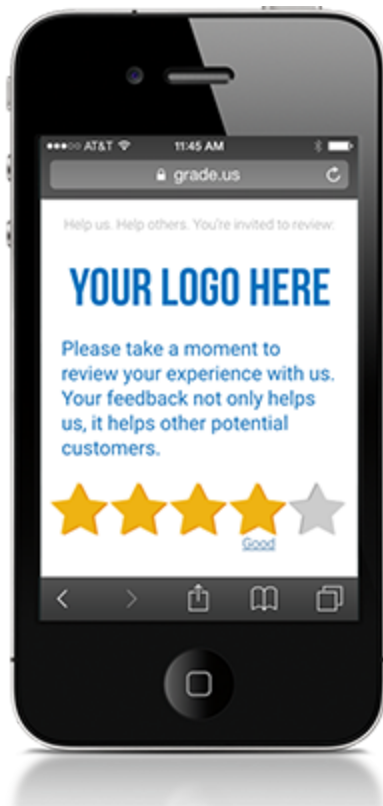 AT&T 11:45 AM
grade.us
Help us. Help others. You're invited to review:
YOUR LOGO HERE
Please take a moment to
review your experience with us.
Your feedback not only helps
us, it helps other potential
customers.
Good